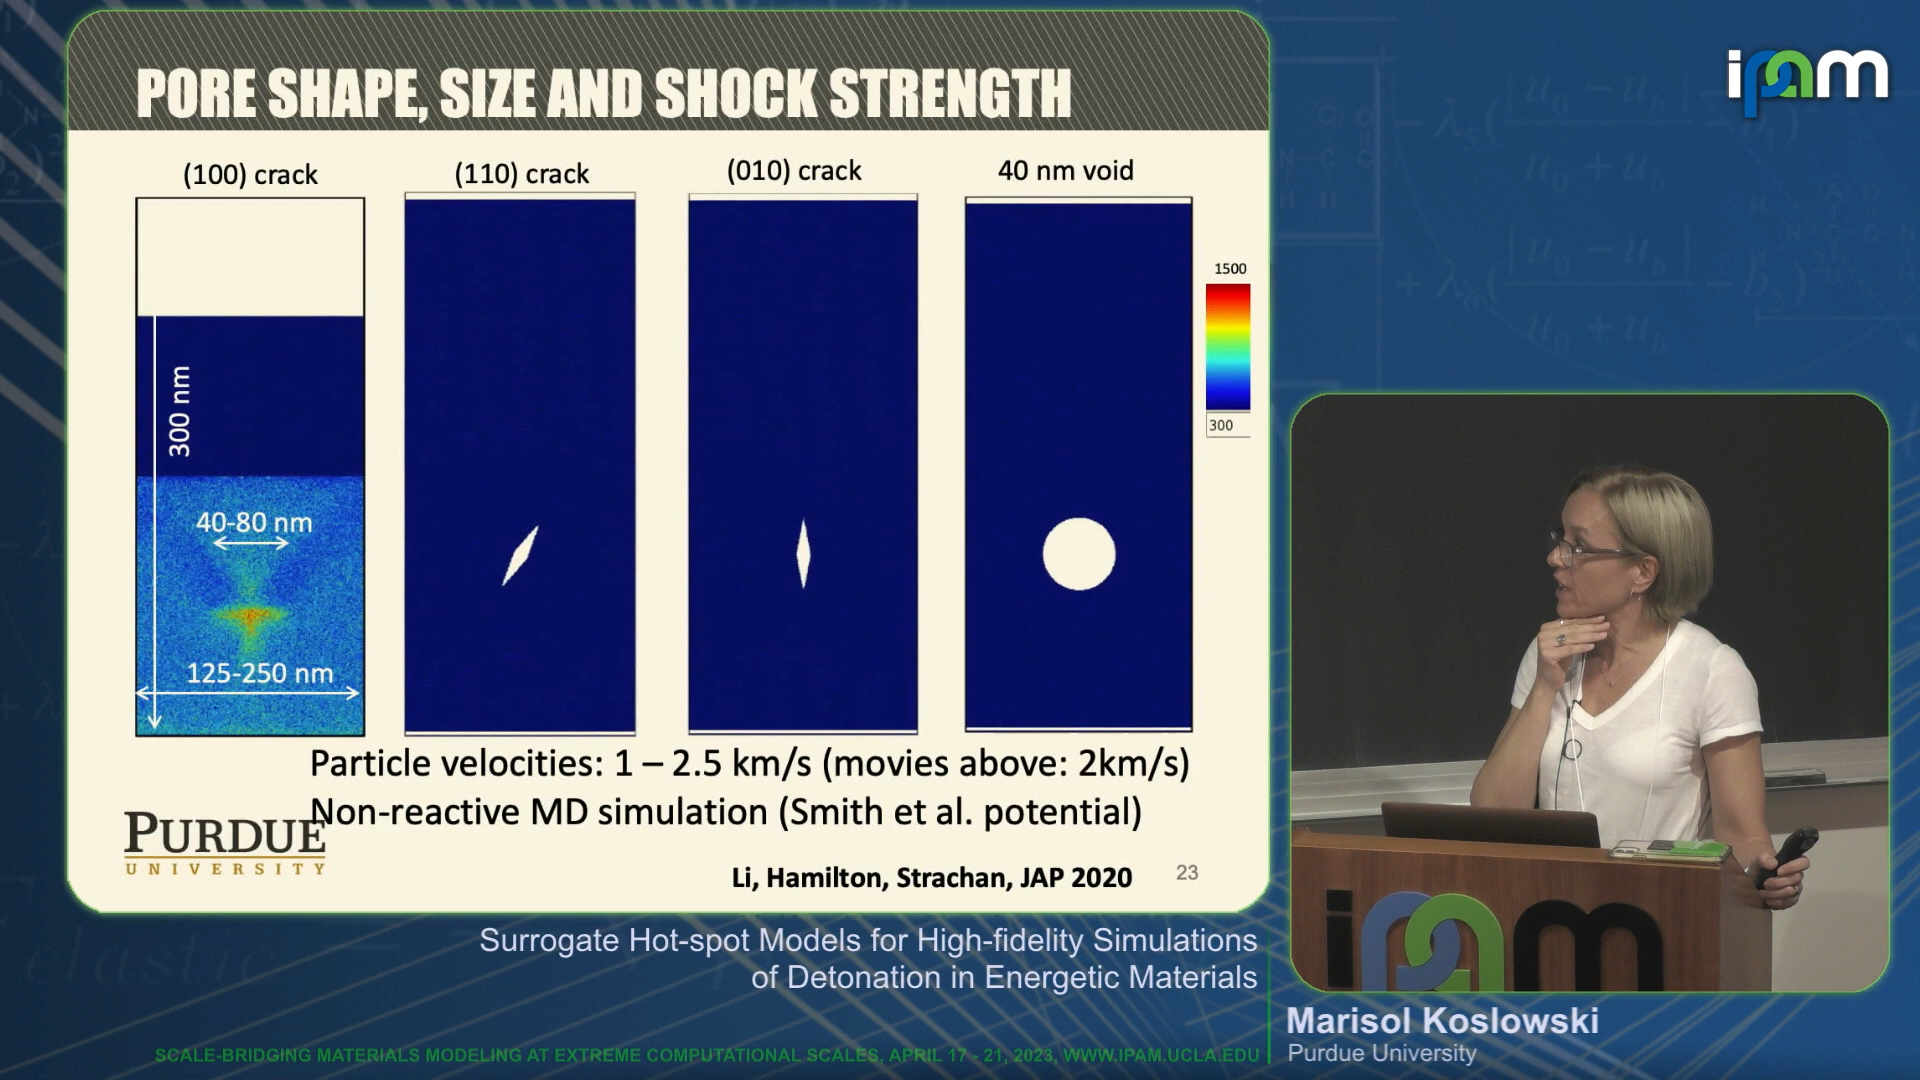 PORE SHAPE, SIZE AND SHOCK STRENGTH
(100) crack
(110) crack
(010) crack
40 nm void
1500
300
300 nm
40-80 nm
125-250 nm
Particle velocities: 1 – 2.5 km/s (movies above: 2km/s)
Non-reactive MD simulation (Smith et al. potential)
PURDUE
UNIVERSITY
Li, Hamilton, Strachan, JAP 2020
23
ipam
ipam
Surrogate Hot-spot Models for High-fidelity Simulations
of Detonation in Energetic Materials
Marisol Koslowski
Purdue University
SCALE-BRIDGING MATERIALS MODELING AT EXTREME COMPUTATIONAL SCALES, APRIL 17 - 21, 2023, WWW.IPAM.UCLA.EDU
elastic